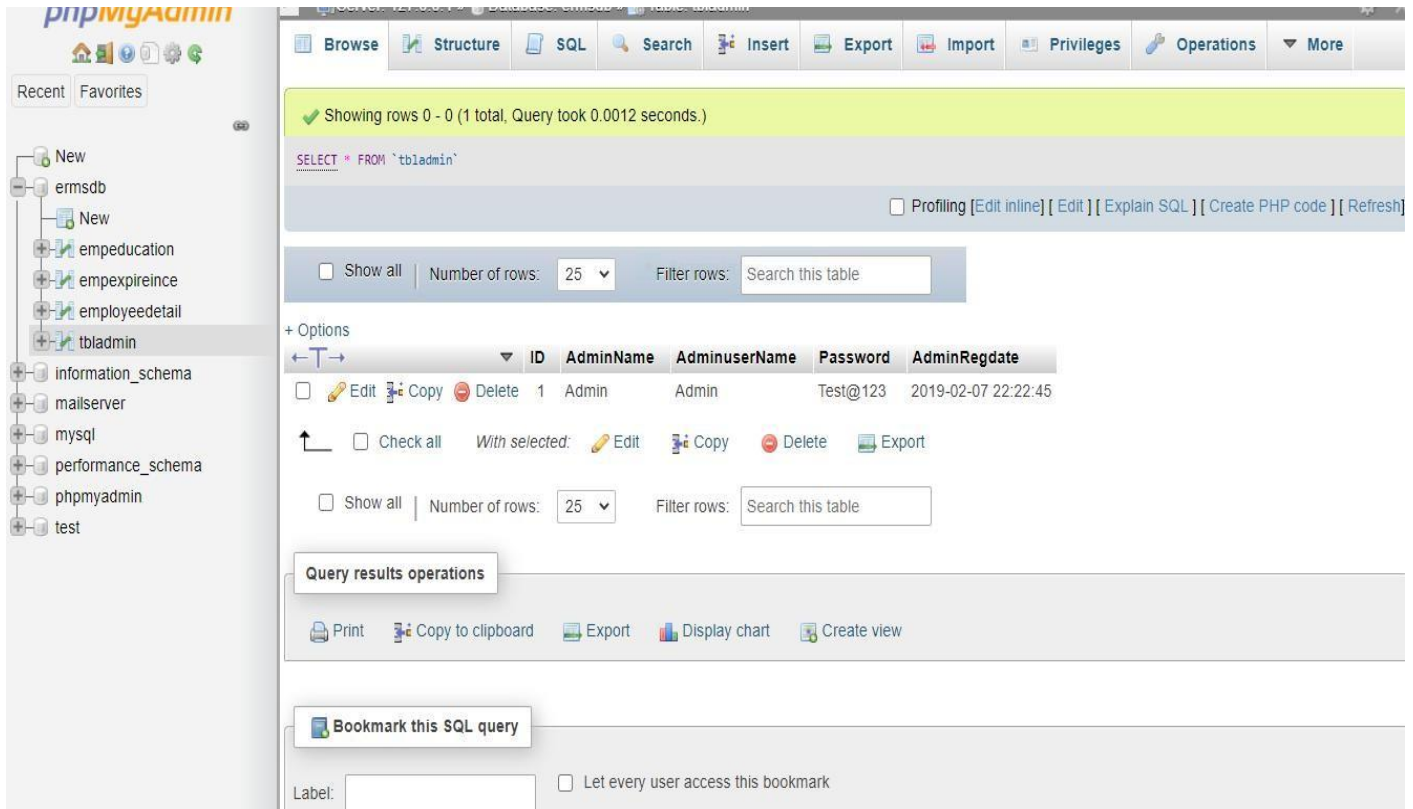 phpMyAdmin
Recent Favorites
New
ermsdb
New
empeducation
empexpireince
employeedetail
tbladmin
information_schema
mailserver
mysql
performance_schema
phpmyadmin
test
Browse Structure SQL Search Insert Export Import Privileges Operations More
Showing rows 0 - 0 (1 total, Query took 0.0012 seconds.)
SELECT * FROM `tbladmin`
Profiling [Edit inline] [ Edit ] [ Explain SQL ] [ Create PHP code ] [ Refresh]
Show all | Number of rows: 25 Filter rows: Search this table
+ Options
←T→ ID AdminName AdminuserName Password AdminRegdate
Edit Copy Delete 1 Admin Admin Test@123 2019-02-07 22:22:45
Check all With selected: Edit Copy Delete Export
Show all | Number of rows: 25 Filter rows: Search this table
Query results operations
Print Copy to clipboard Export Display chart Create view
Bookmark this SQL query
Label: Let every user access this bookmark